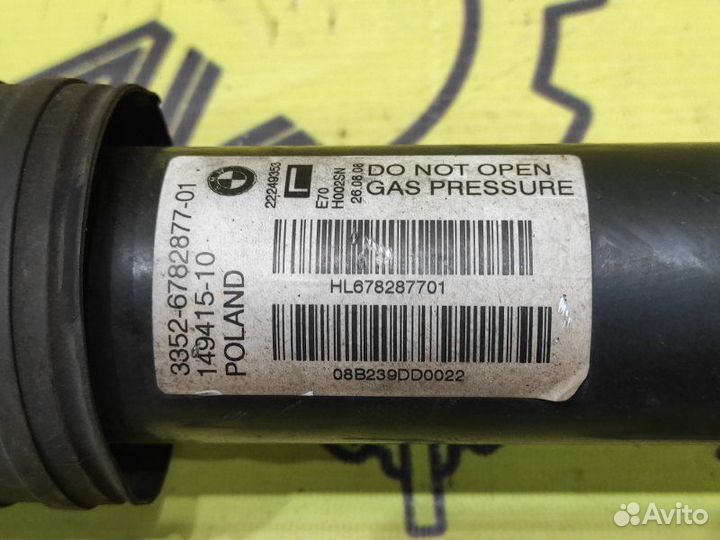 3352-6782877-01
149415-10
POLAND
22249353
L
E70
H002SN
26.08.08
DO NOT OPEN
GAS PRESSURE
HL678287701
08B239DD0022
Avito